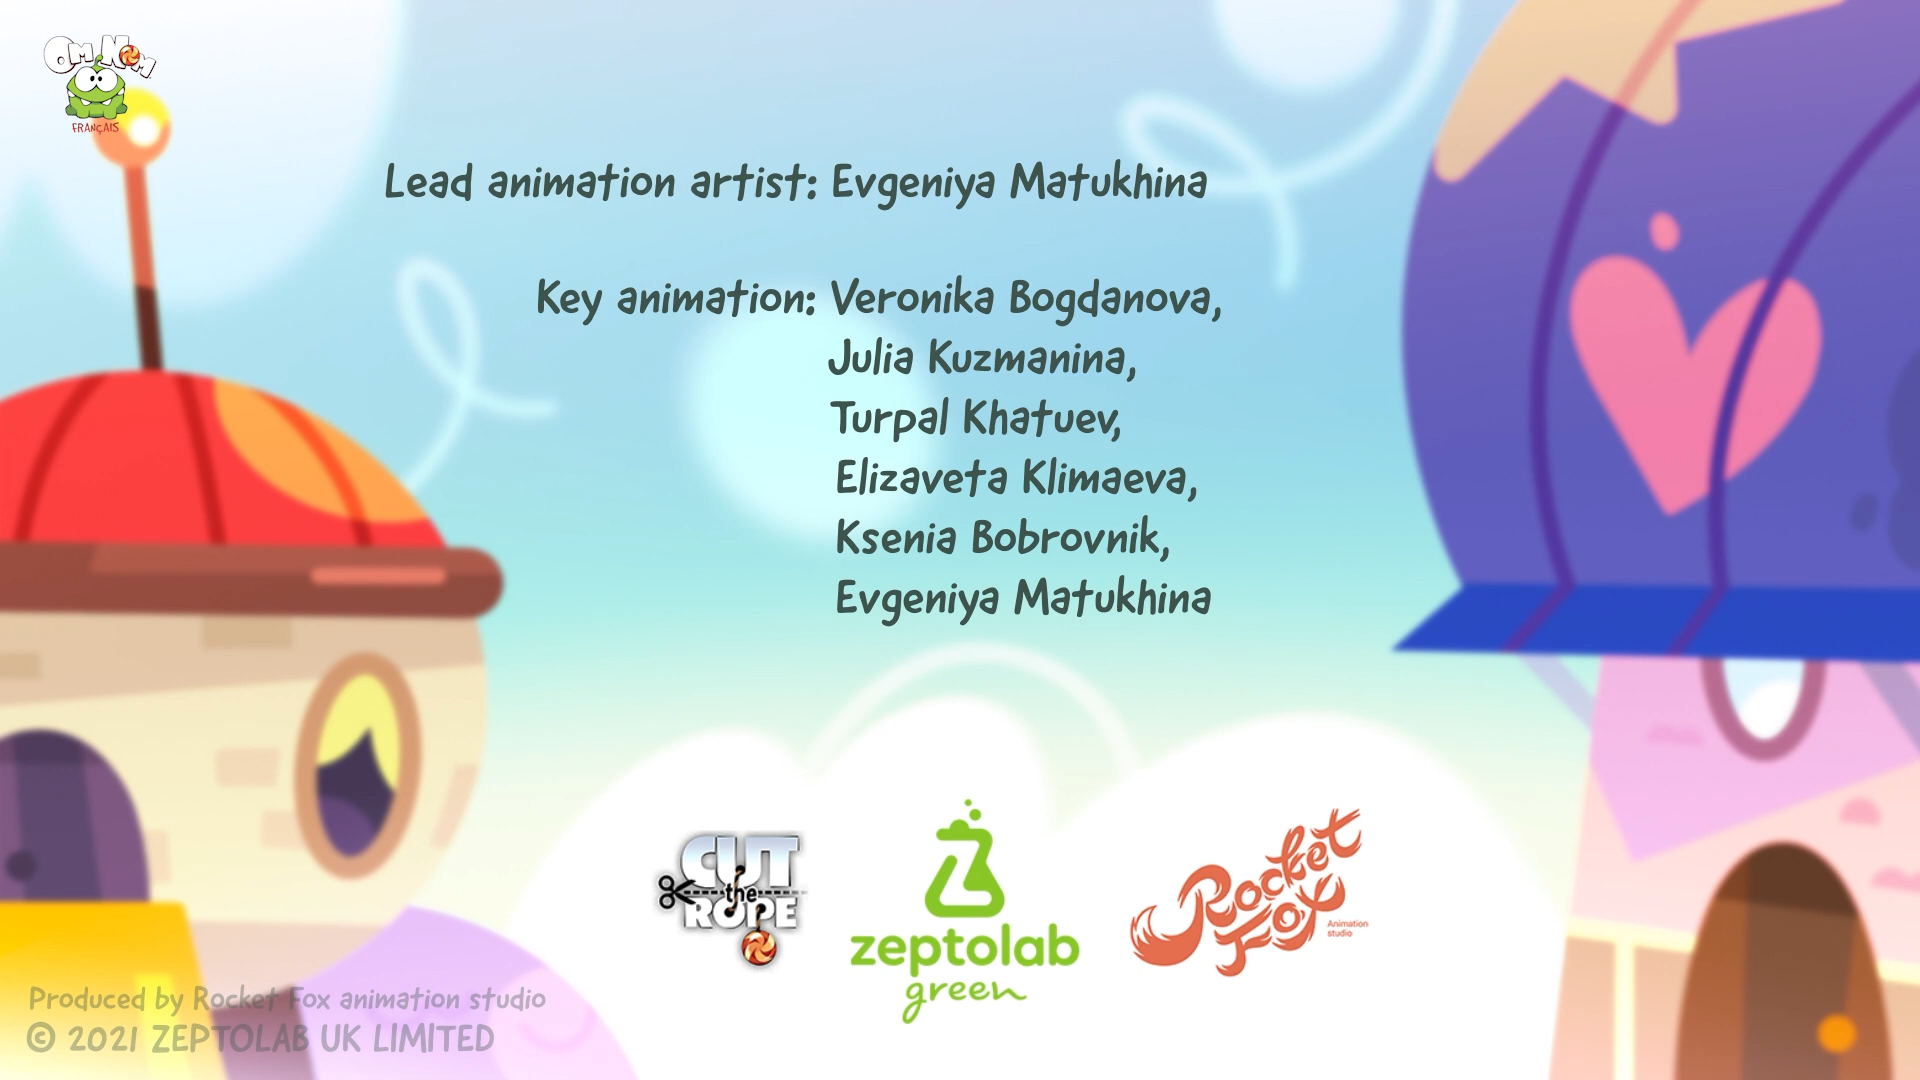 Om Nom
FRANÇAIS
Lead animation artist: Evgeniya Matukhina
Key animation: Veronika Bogdanova,
Julia Kuzmanina,
Turpal Khatuev,
Elizaveta Klimaeva,
Ksenia Bobrovnik,
Evgeniya Matukhina
CUT
the
ROPE
zeptolab
green
Rocket
Fox
Animation
studio
Produced by Rocket Fox animation studio
© 2021 ZEPTOLAB UK LIMITED